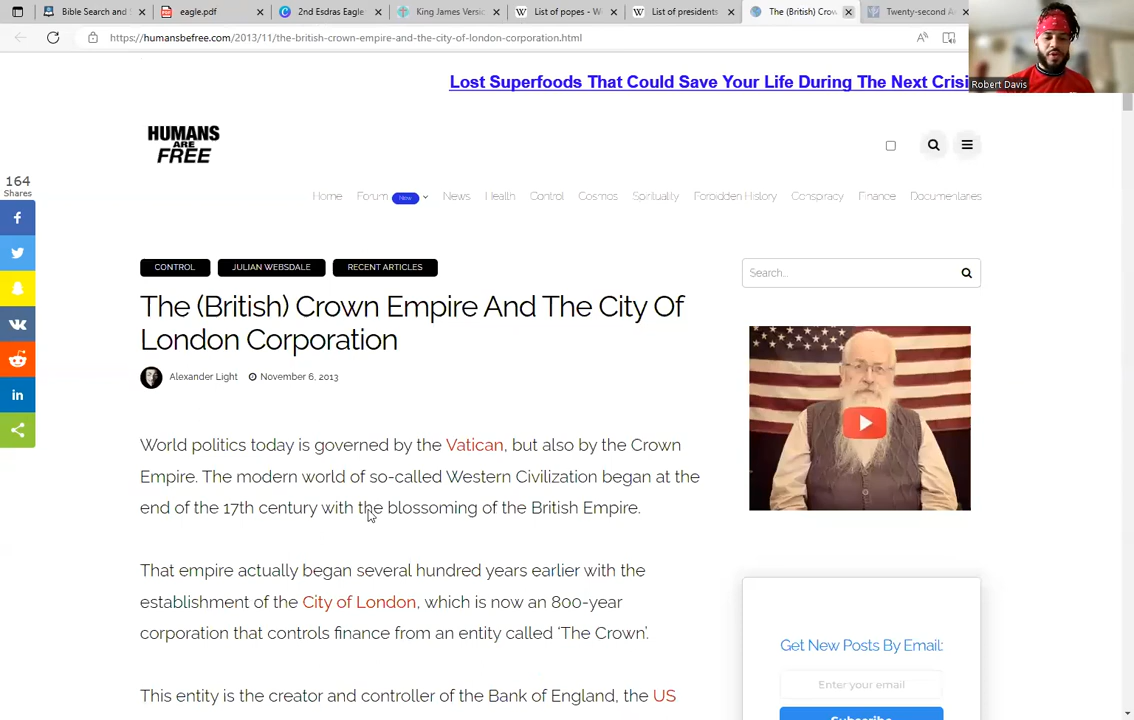 Bible Search and S
eagle.pdf
2nd Esdras Eagle
King James Versio
List of popes - W
List of presidents
The (British) Crow
Twenty-second A
https://humansbefree.com/2013/11/the-british-crown-empire-and-the-city-of-london-corporation.html
Robert Davis
Lost Superfoods That Could Save Your Life During The Next Crisi
HUMANS
ARE
FREE
164
Shares
Home Forum New News Health Control Cosmos Spirituality Forbidden History Conspiracy Finance Documentaries
CONTROL JULIAN WEBSDALE RECENT ARTICLES
Search...
The (British) Crown Empire And The City Of
London Corporation
Alexander Light November 6, 2013
World politics today is governed by the Vatican, but also by the Crown
Empire. The modern world of so-called Western Civilization began at the
end of the 17th century with the blossoming of the British Empire.
That empire actually began several hundred years earlier with the
establishment of the City of London, which is now an 800-year
corporation that controls finance from an entity called 'The Crown'.
This entity is the creator and controller of the Bank of England, the US
Get New Posts By Email:
Enter your email
Subscribe